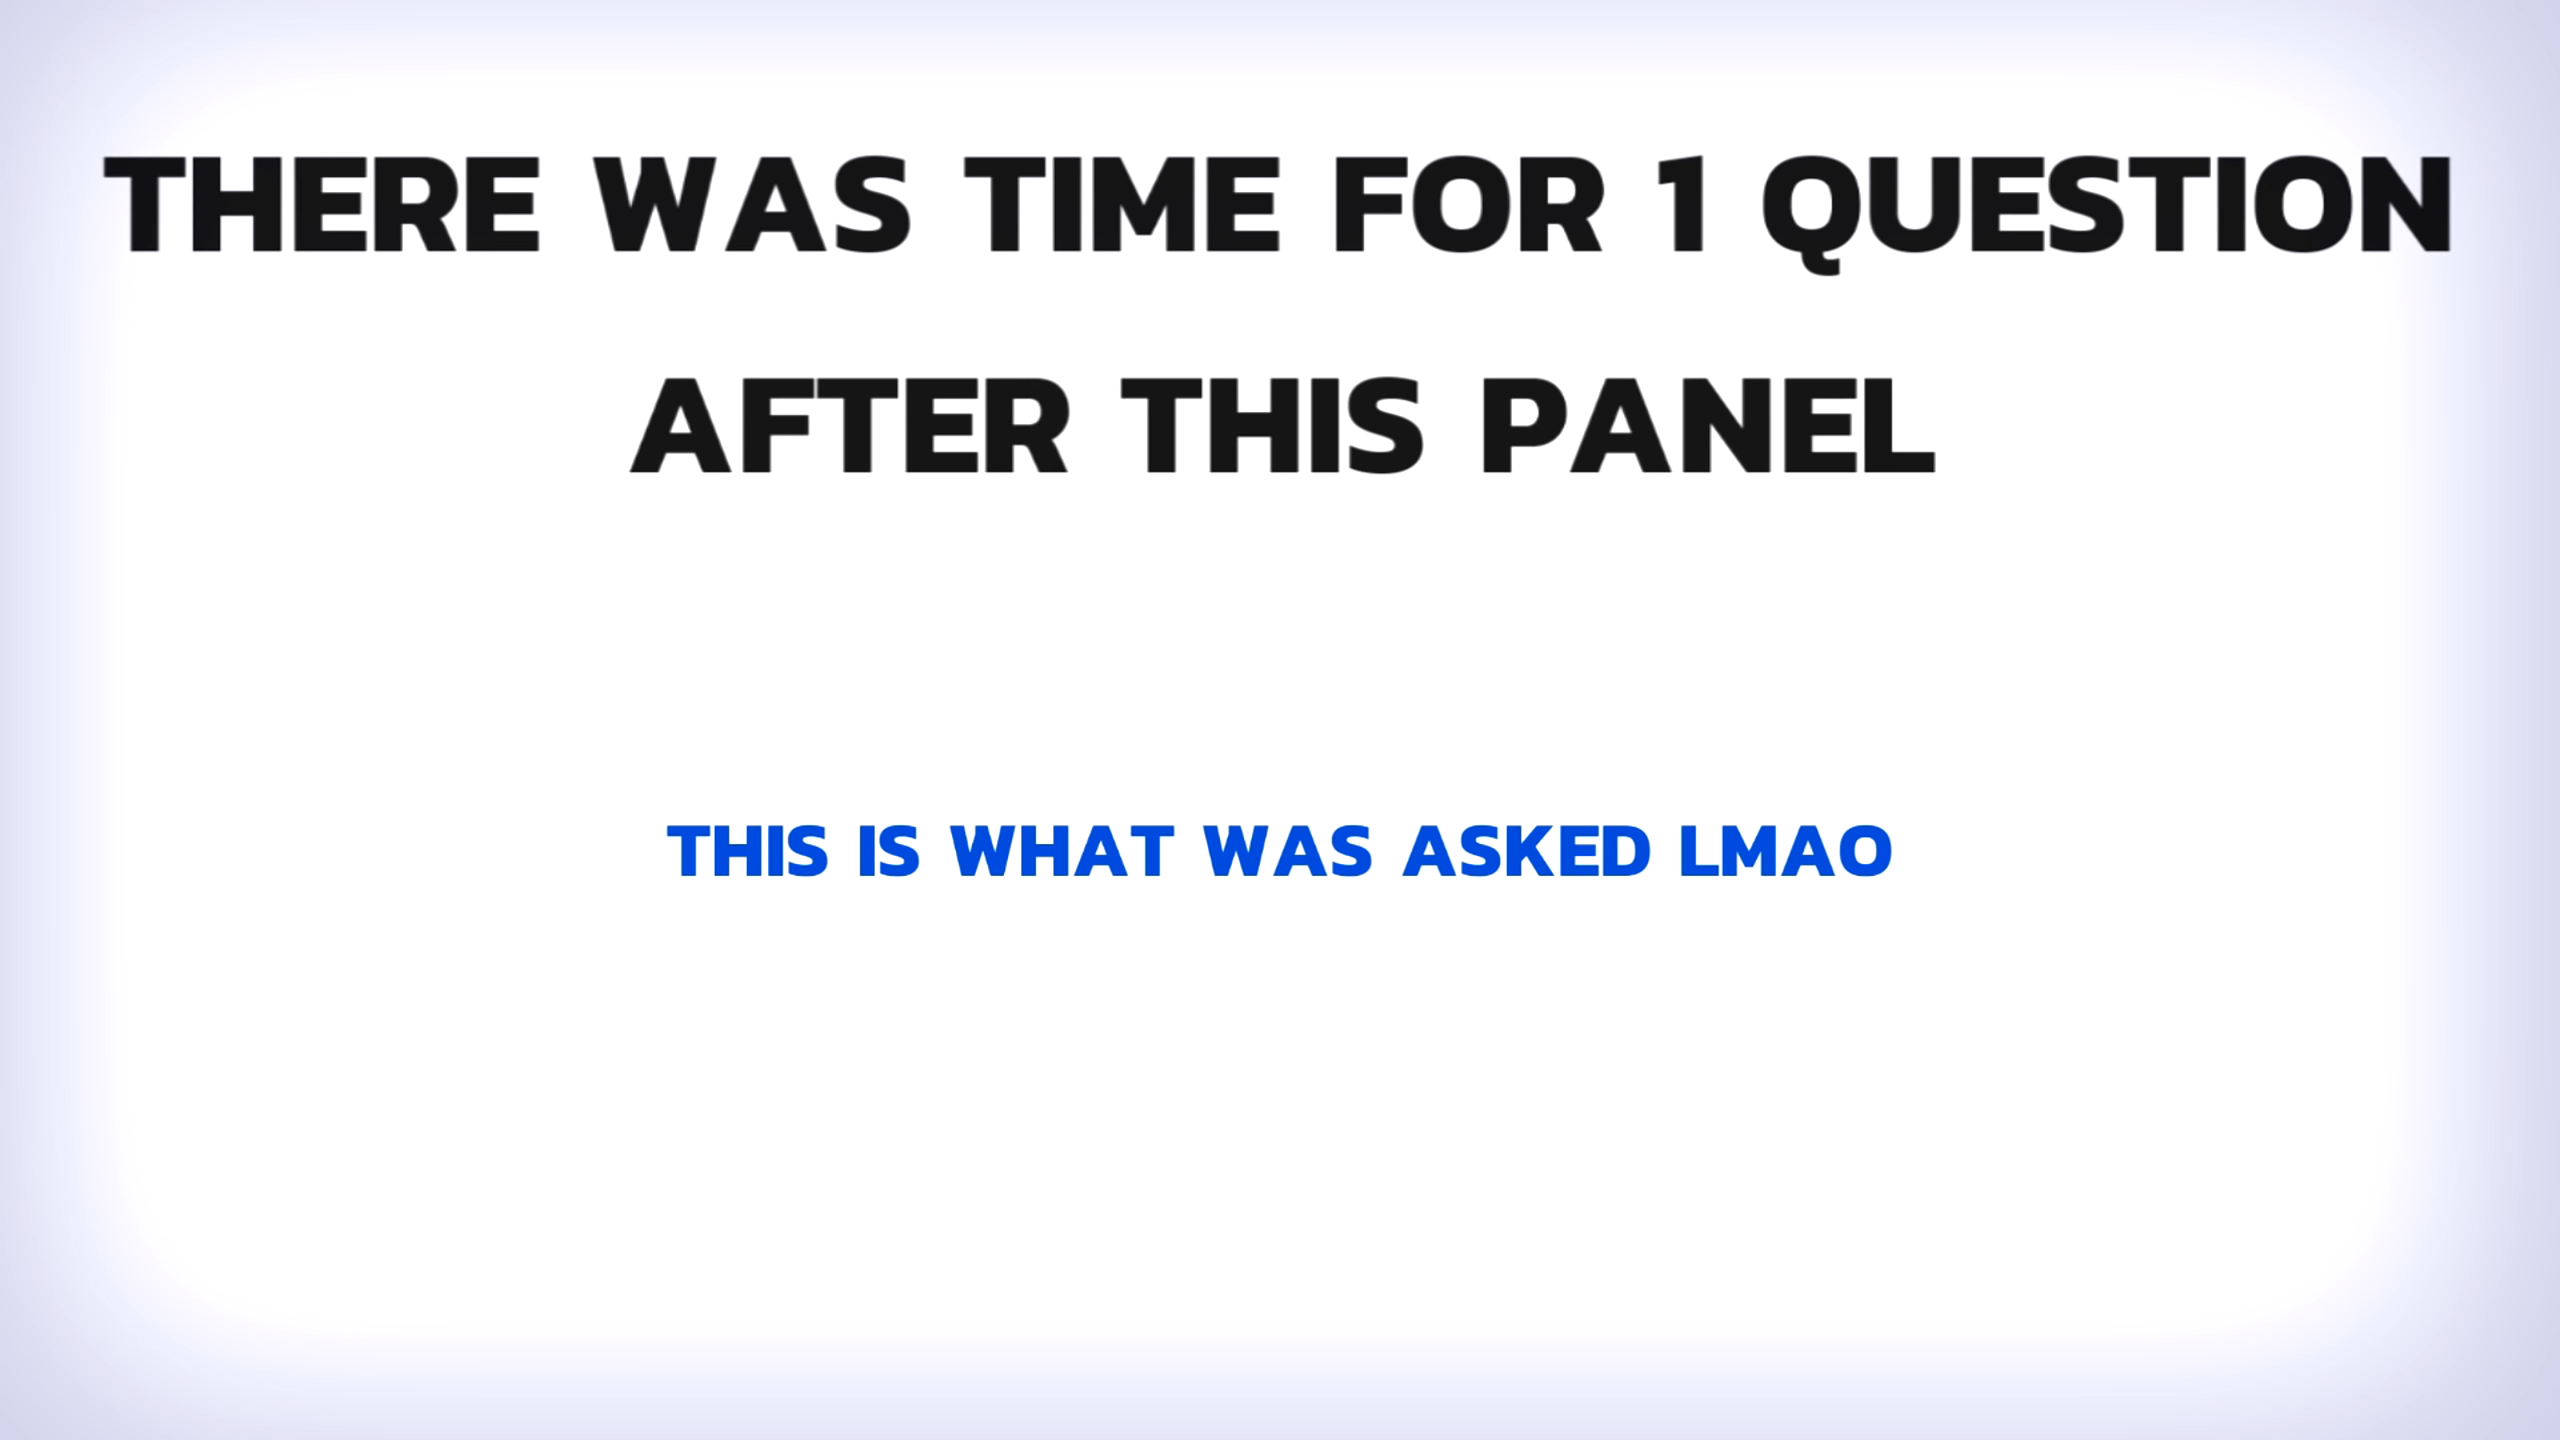 THERE WAS TIME FOR 1 QUESTION
AFTER THIS PANEL
THIS IS WHAT WAS ASKED LMAO